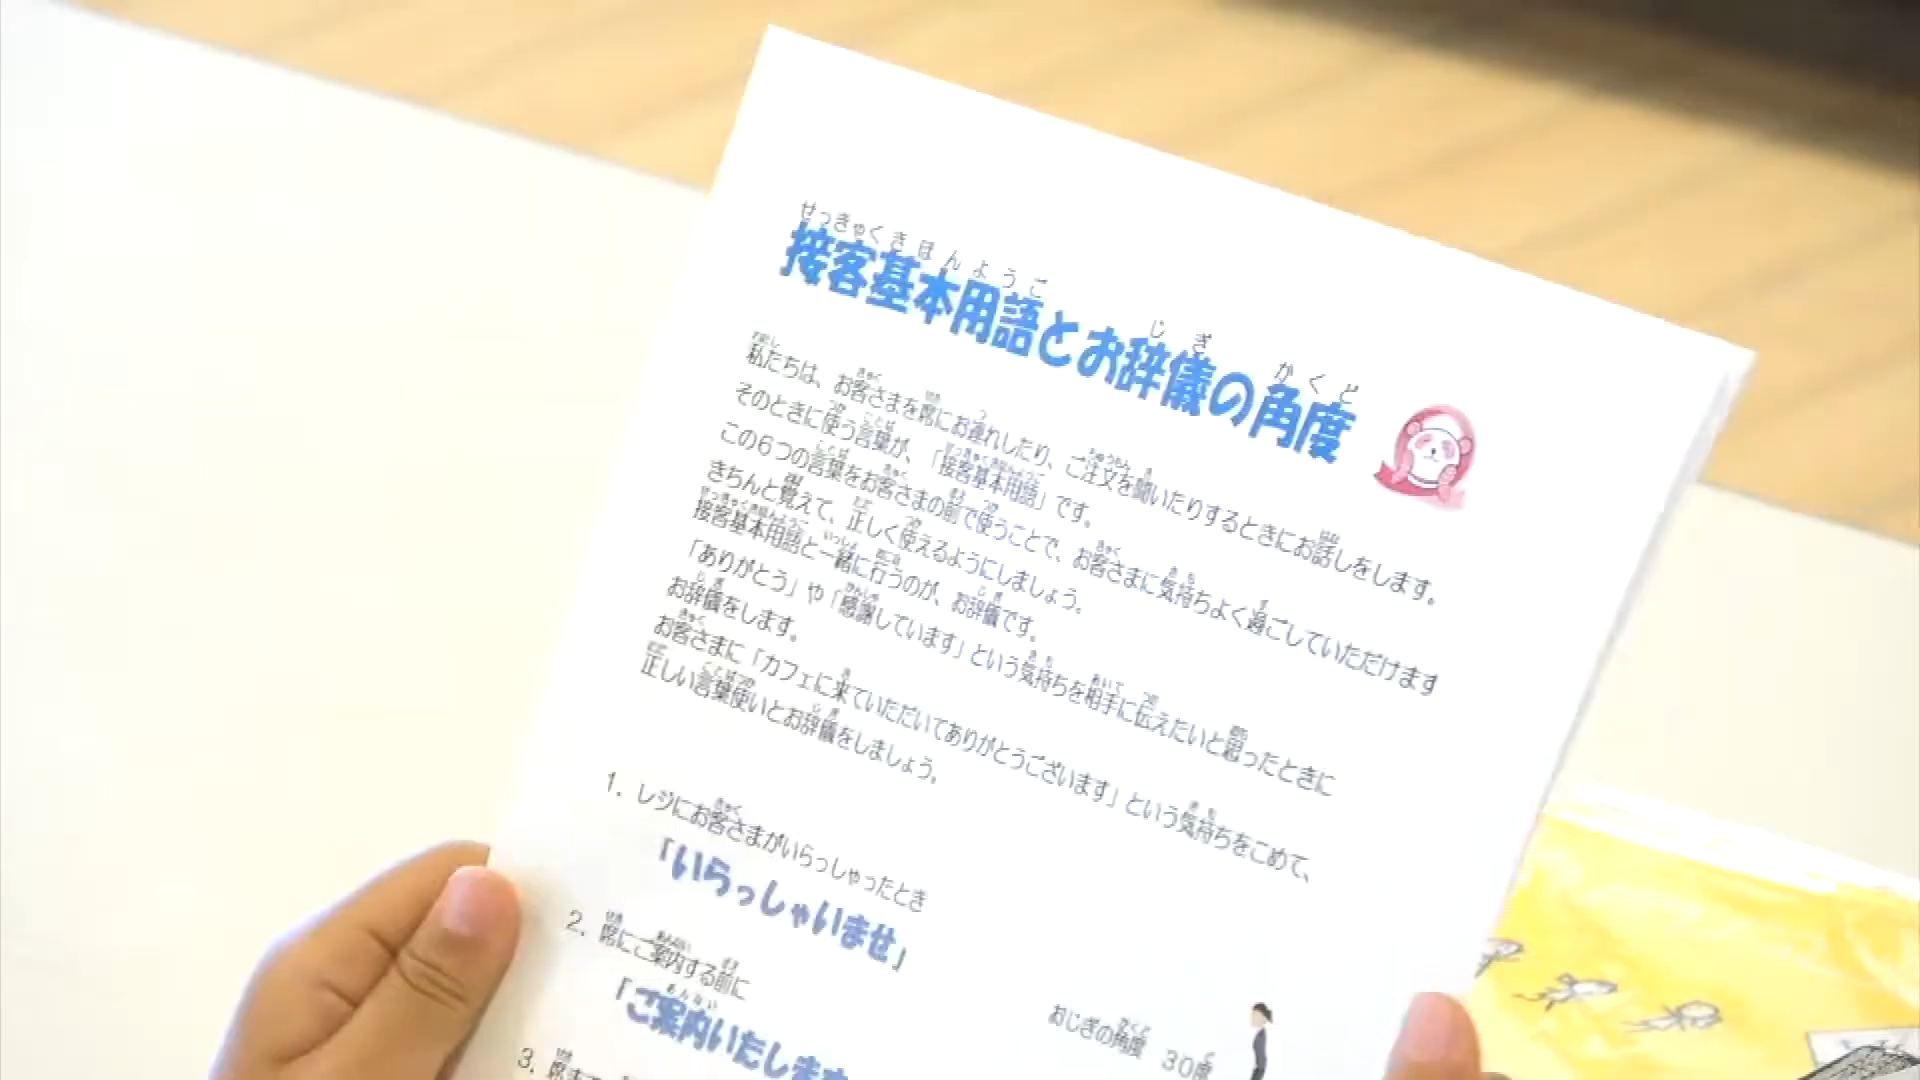 接客基本用語とお辞儀の角度
私たちは、お客さまを席にお連れしたり、ご注文を聞いたりするときにお話しをします。
そのときに使う言葉が、「接客基本用語」です。
この6つの言葉をお客さまの前で使うことで、お客さまに気持ちよく過ごしていただけます
きちんと覚えて、正しく使えるようにしましょう。
接客基本用語と一緒に行うのが、お辞儀です。
「ありがとう」や「感謝しています」という気持ちを相手に伝えたいと思ったときに
お辞儀をします。
お客さまに「カフェに来ていただいてありがとうございます」という気持ちをこめて、
正しい言葉使いとお辞儀をしましょう。
1. レジにお客さまがいらっしゃったとき
「いらっしゃいませ」
2. 席にご案内する前に
「ご案内いたします
おじぎの角度 30度
3. 席